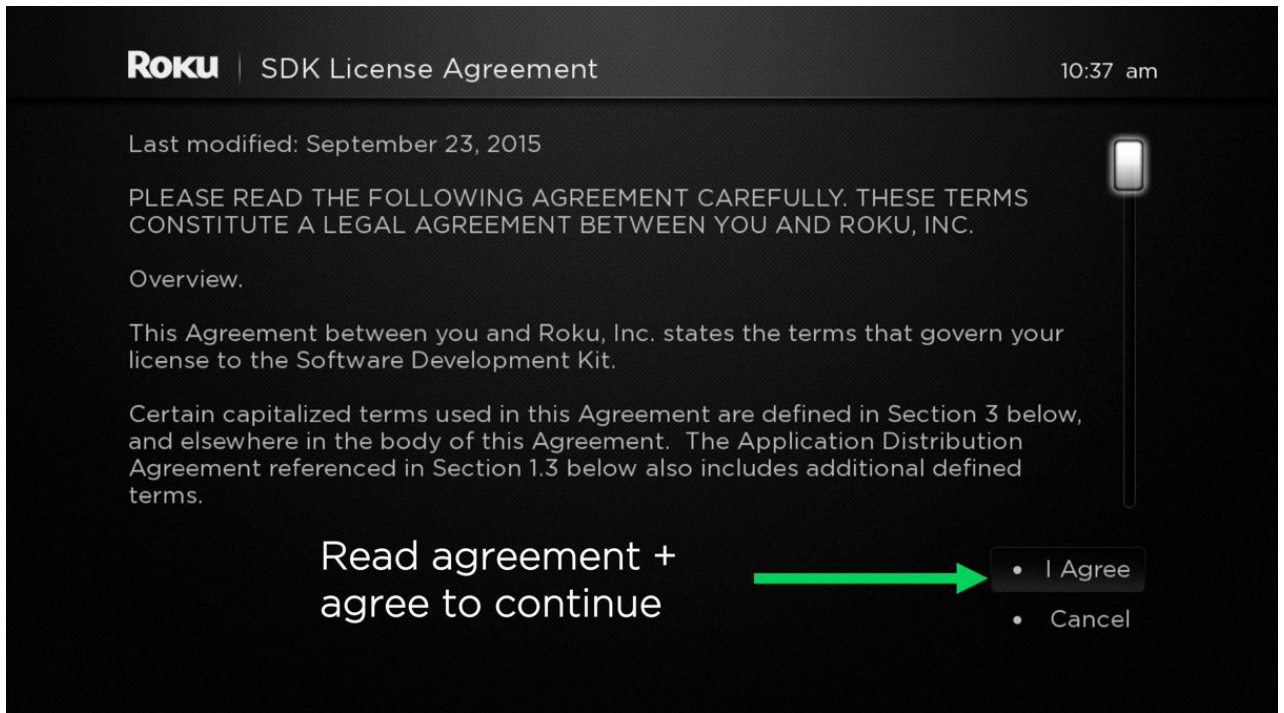 ROKU SDK License Agreement 10:37 am
Last modified: September 23, 2015
PLEASE READ THE FOLLOWING AGREEMENT CAREFULLY. THESE TERMS
CONSTITUTE A LEGAL AGREEMENT BETWEEN YOU AND ROKU, INC.
Overview.
This Agreement between you and Roku, Inc. states the terms that govern your
license to the Software Development Kit.
Certain capitalized terms used in this Agreement are defined in Section 3 below,
and elsewhere in the body of this Agreement.  The Application Distribution
Agreement referenced in Section 1.3 below also includes additional defined
terms.
Read agreement +
agree to continue
• I Agree
• Cancel